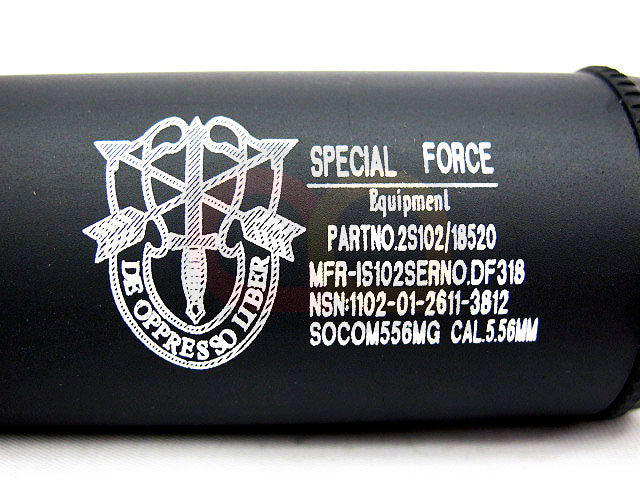 DE OPPRESSO LIBER
SPECIAL FORCE
Equipment
PARTNO.2S102/18520
MFR-IS102SERNO.DF318
NSN:1102-01-2611-3812
SOCOM556MG CAL.5.56MM